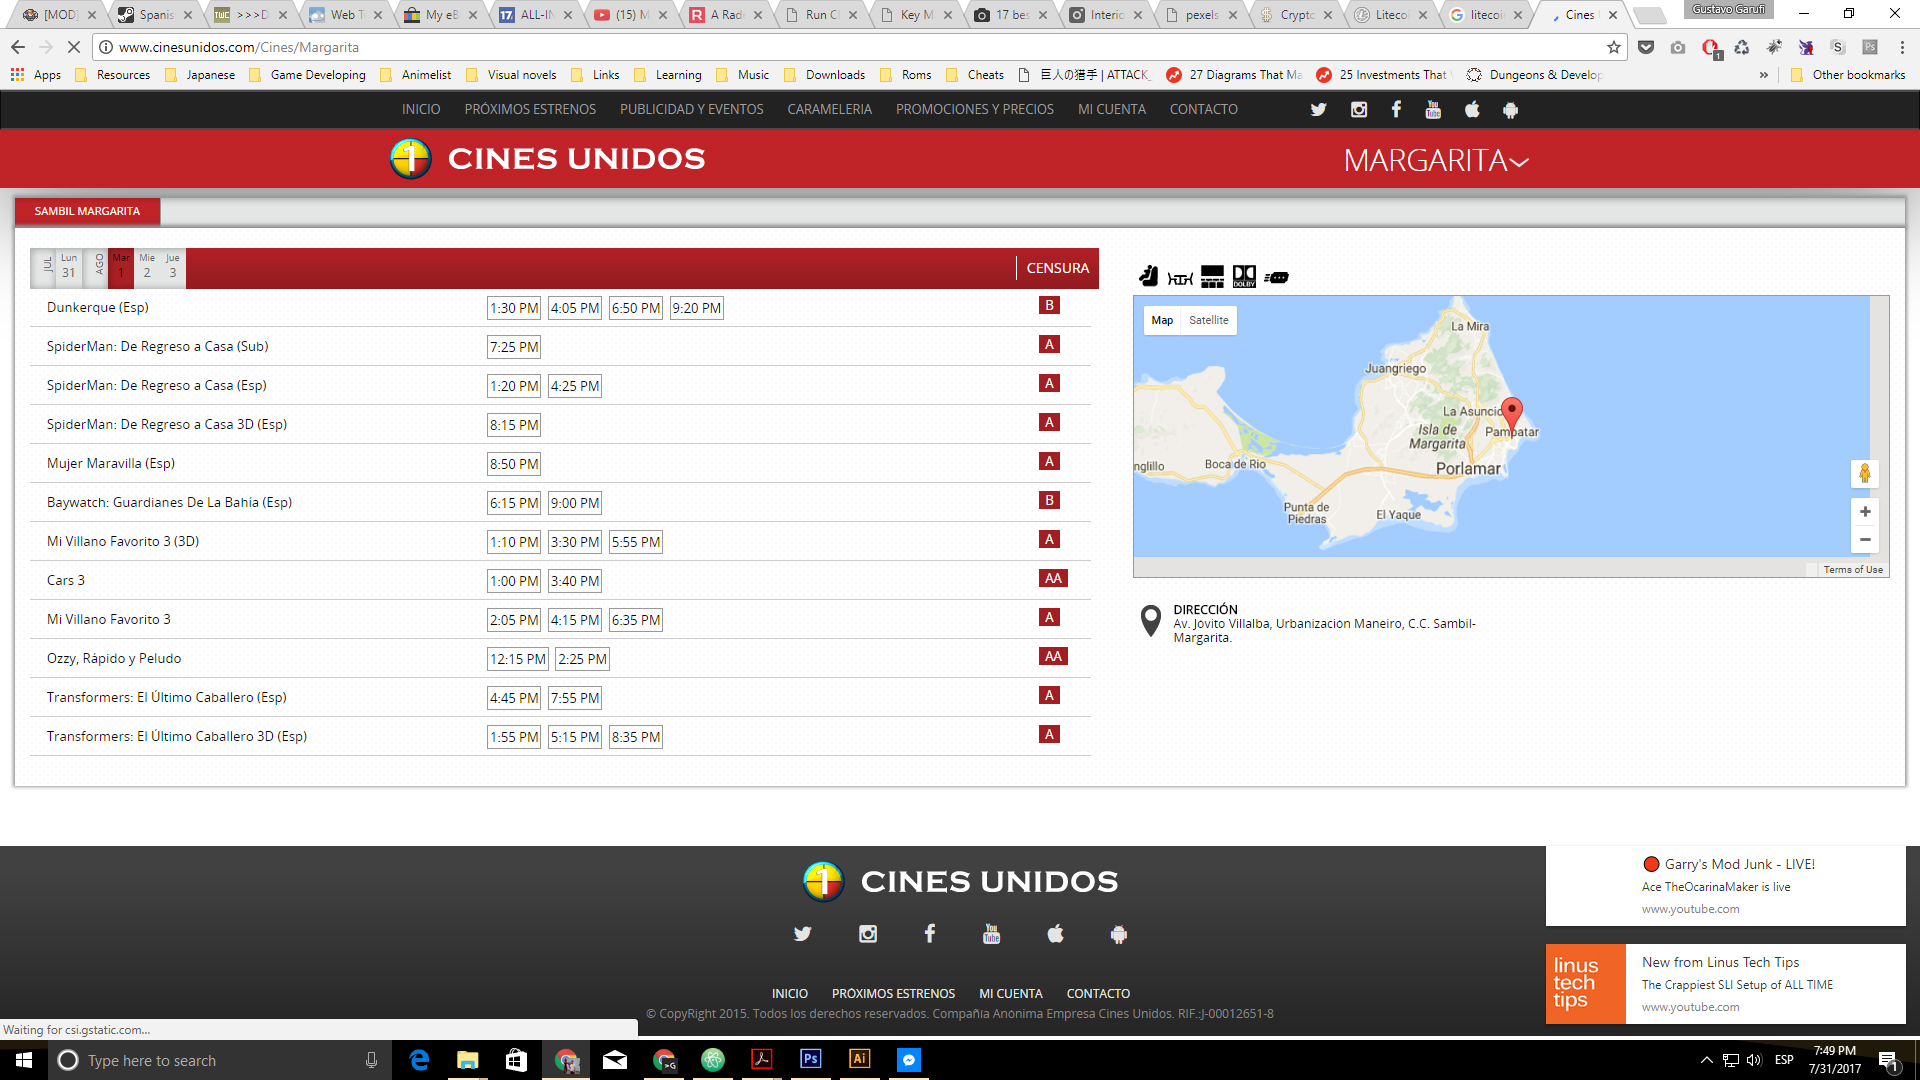 [MOD]
Spanis
>>>D
Web T
My eB
ALL-IN
(15) M
A Rad
Run C
Key M
17 bes
Interio
pexels
Crypto
Liteco
litecoi
Cines
Gustavo Garufi
www.cinesunidos.com/Cines/Margarita
Apps Resources Japanese Game Developing Animelist Visual novels Links Learning Music Downloads Roms Cheats 巨人の猎手 | ATTACK_ 27 Diagrams That Ma 25 Investments That Dungeons & Develop » Other bookmarks
INICIO PRÓXIMOS ESTRENOS PUBLICIDAD Y EVENTOS CARAMELERIA PROMOCIONES Y PRECIOS MI CUENTA CONTACTO
1 CINES UNIDOS
MARGARITA
SAMBIL MARGARITA
JUL Lun 31 AGO Mar 1 Mie 2 Jue 3
CENSURA
Dunkerque (Esp) 1:30 PM 4:05 PM 6:50 PM 9:20 PM B
SpiderMan: De Regreso a Casa (Sub) 7:25 PM A
SpiderMan: De Regreso a Casa (Esp) 1:20 PM 4:25 PM A
SpiderMan: De Regreso a Casa 3D (Esp) 8:15 PM A
Mujer Maravilla (Esp) 8:50 PM A
Baywatch: Guardianes De La Bahía (Esp) 6:15 PM 9:00 PM B
Mi Villano Favorito 3 (3D) 1:10 PM 3:30 PM 5:55 PM A
Cars 3 1:00 PM 3:40 PM AA
Mi Villano Favorito 3 2:05 PM 4:15 PM 6:35 PM A
Ozzy, Rápido y Peludo 12:15 PM 2:25 PM AA
Transformers: El Último Caballero (Esp) 4:45 PM 7:55 PM A
Transformers: El Último Caballero 3D (Esp) 1:55 PM 5:15 PM 8:35 PM A
DOLBY
Map Satellite
La Mira
Juangriego
La Asunció
Isla de
Margarita
Pampatar
Porlamar
nglillo
Boca de Rio
Punta de
Piedras
El Yaque
Terms of Use
DIRECCIÓN
Av. Jóvito Villalba, Urbanización Maneiro, C.C. Sambil-
Margarita.
1 CINES UNIDOS
INICIO PRÓXIMOS ESTRENOS MI CUENTA CONTACTO
© CopyRight 2015. Todos los derechos reservados. Compañía Anónima Empresa Cines Unidos. RIF.:J-00012651-8
Garry's Mod Junk - LIVE!
Ace TheOcarinaMaker is live
www.youtube.com
linus
tech
tips
New from Linus Tech Tips
The Crappiest SLI Setup of ALL TIME
www.youtube.com
Waiting for csi.gstatic.com...
Type here to search
Ps
Ai
ESP
7:49 PM
7/31/2017
1